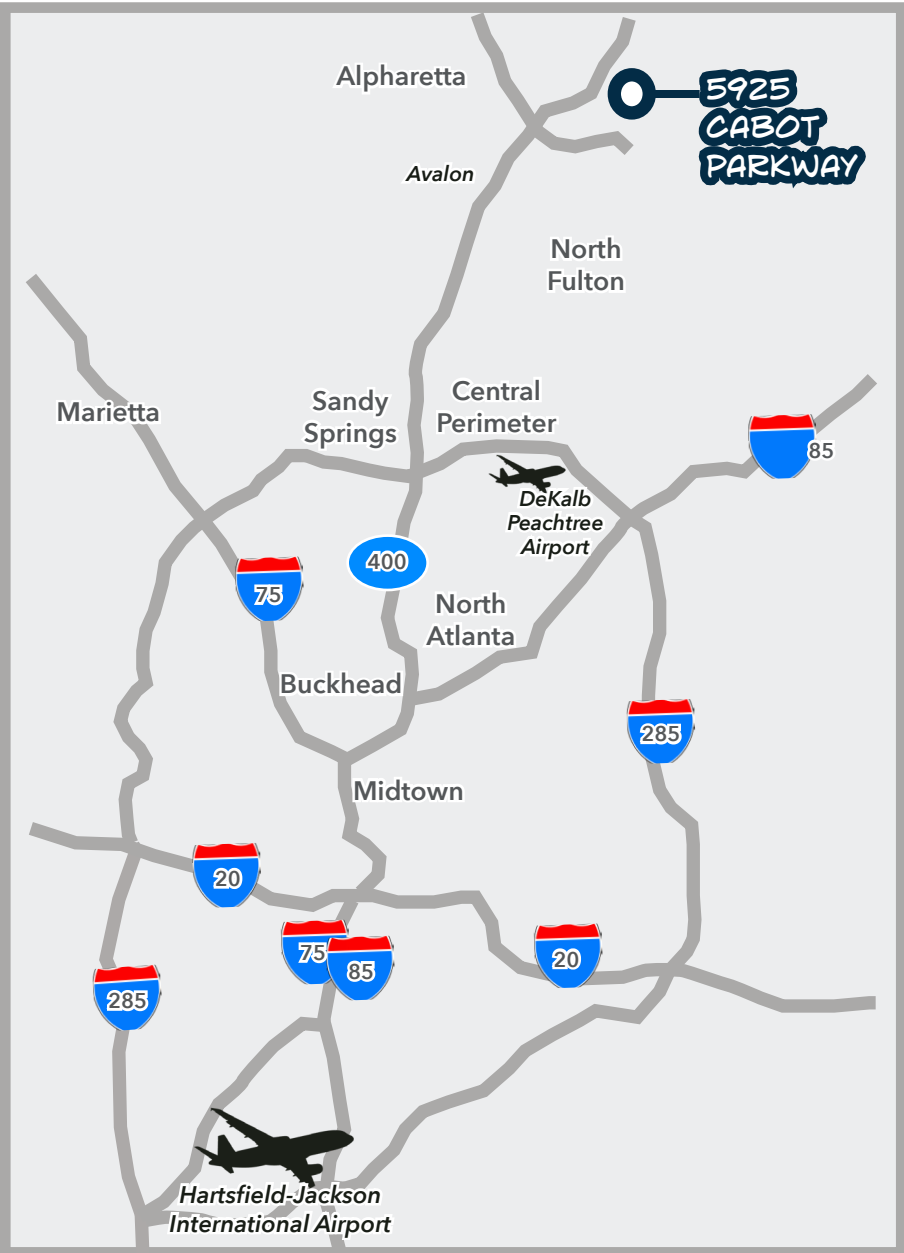 Alpharetta
5925
CABOT
PARKWAY
Avalon
North
Fulton
Marietta
Sandy
Springs
Central
Perimeter
85
DeKalb
Peachtree
Airport
400
75
North
Atlanta
Buckhead
285
Midtown
20
75
85
20
285
Hartsfield-Jackson
International Airport